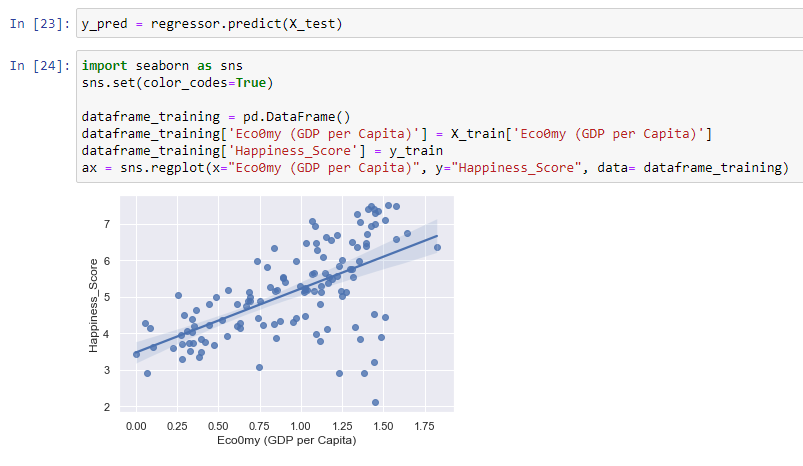 In [23]: y_pred = regressor.predict(X_test)
In [24]: import seaborn as sns
sns.set(color_codes=True)
dataframe_training = pd.DataFrame()
dataframe_training['Eco0my (GDP per Capita)'] = X_train['Eco0my (GDP per Capita)']
dataframe_training['Happiness_Score'] = y_train
ax = sns.regplot(x="Eco0my (GDP per Capita)", y="Happiness_Score", data= dataframe_training)
Happiness_Score
7
6
5
4
3
2
0.00 0.25 0.50 0.75 1.00 1.25 1.50 1.75
Eco0my (GDP per Capita)